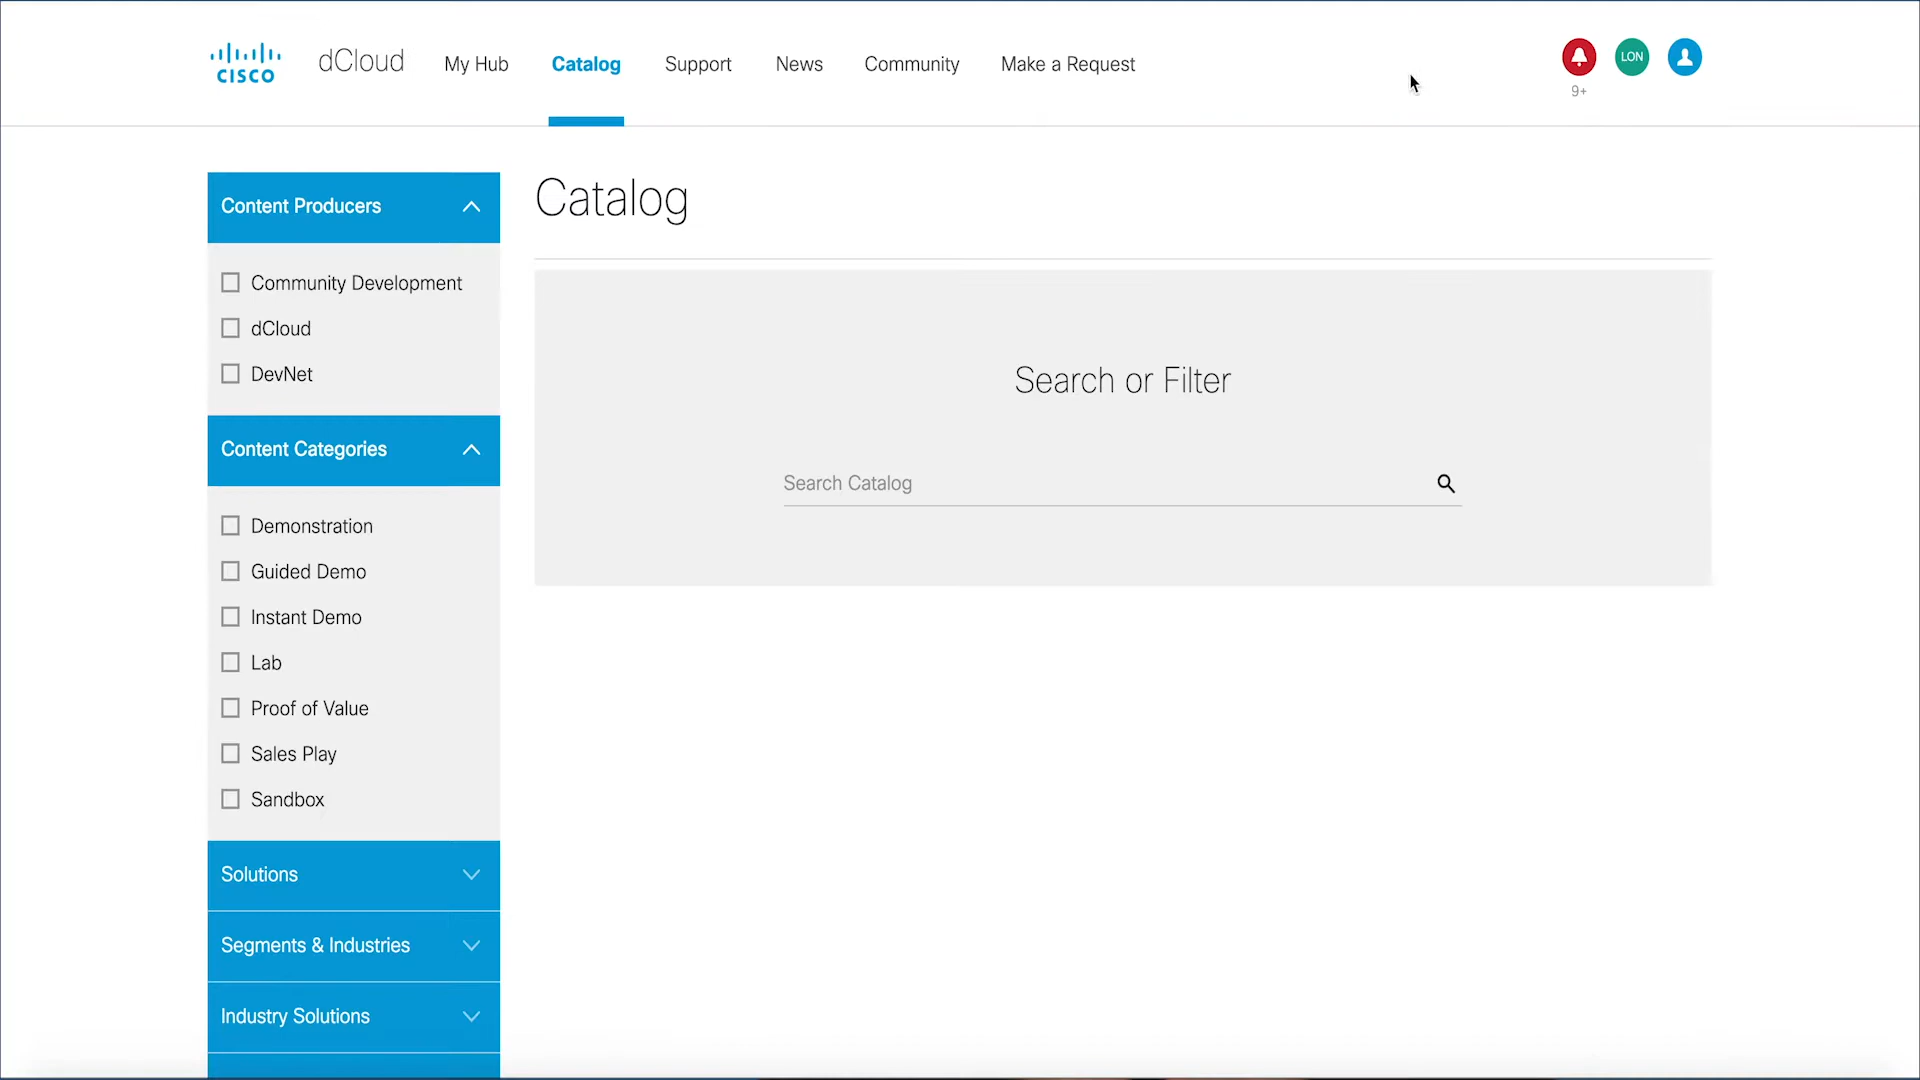 CISCO
dCloud
My Hub
Catalog
Support
News
Community
Make a Request
9+
LON
Content Producers
Community Development
dCloud
DevNet
Content Categories
Demonstration
Guided Demo
Instant Demo
Lab
Proof of Value
Sales Play
Sandbox
Solutions
Segments & Industries
Industry Solutions
Catalog
Search or Filter
Search Catalog